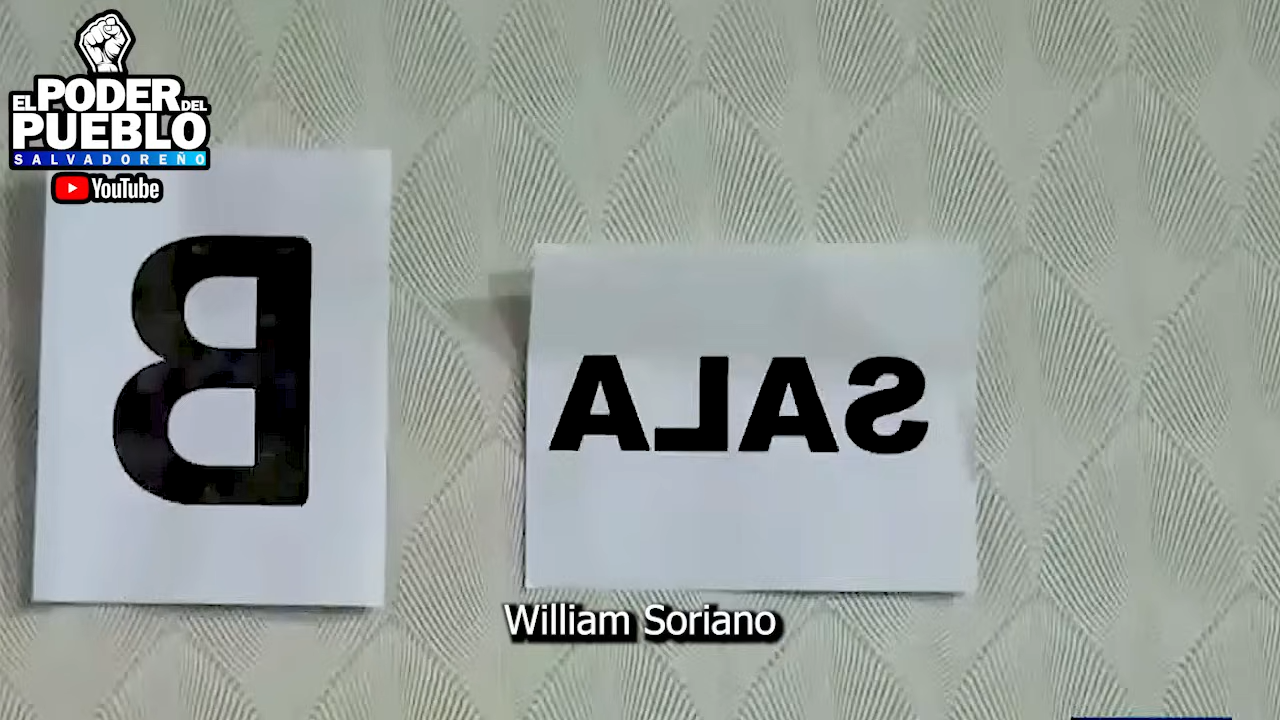 EL PODER DEL
PUEBLO
SALVADOREÑO
YouTube
B
SALA
William Soriano